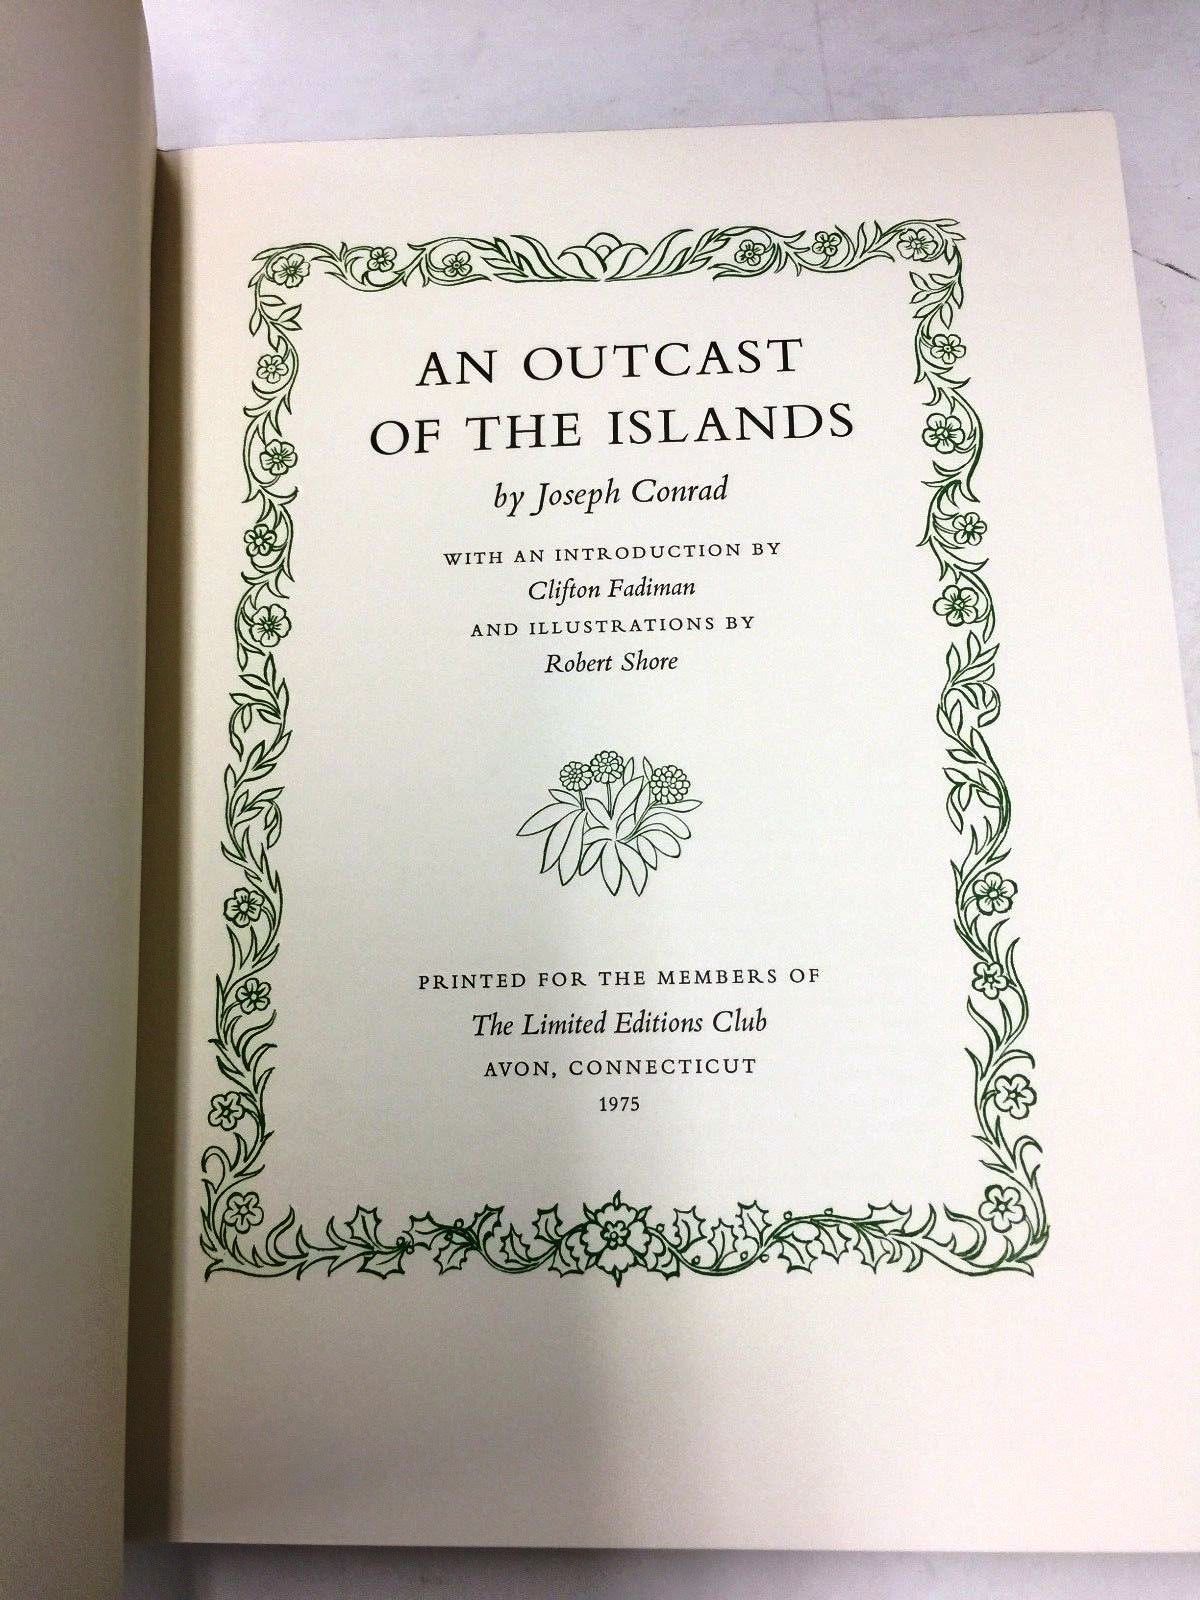 AN OUTCAST
OF THE ISLANDS
by Joseph Conrad
WITH AN INTRODUCTION BY
Clifton Fadiman
AND ILLUSTRATIONS BY
Robert Shore
PRINTED FOR THE MEMBERS OF
The Limited Editions Club
AVON, CONNECTICUT
1975